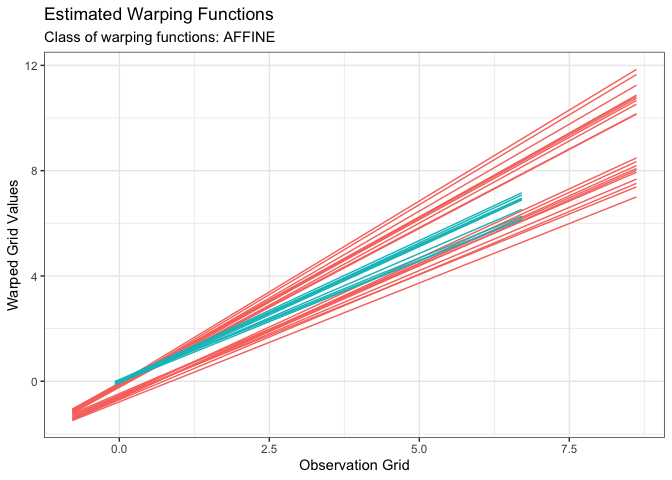 Estimated Warping Functions
Class of warping functions: AFFINE
12
8
4
0
Warped Grid Values
0.0 2.5 5.0 7.5
Observation Grid